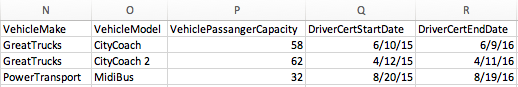 N O P Q R
VehicleMake VehicleModel VehiclePassangerCapacity DriverCertStartDate DriverCertEndDate
GreatTrucks CityCoach 58 6/10/15 6/9/16
GreatTrucks CityCoach 2 62 4/12/15 4/11/16
PowerTransport MidiBus 32 8/20/15 8/19/16